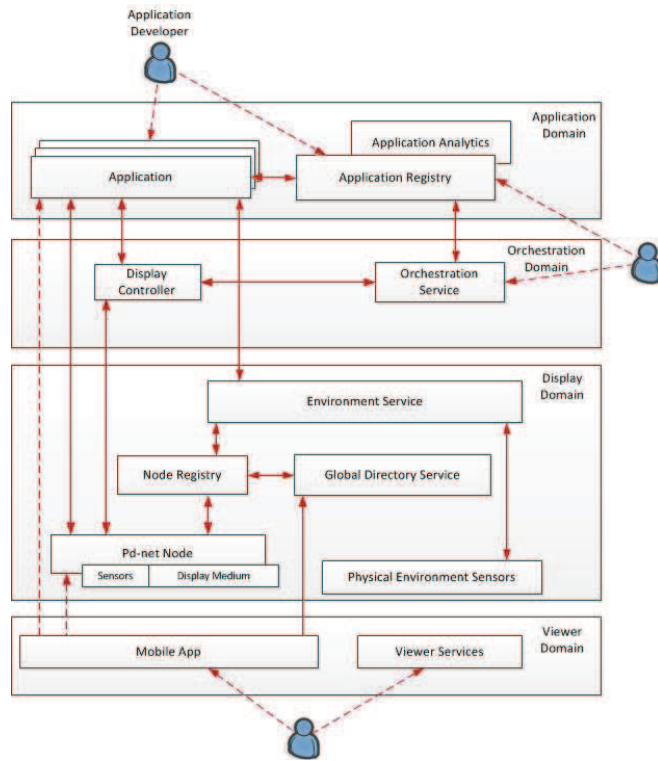 Application
Developer
Application
Domain
Application Analytics
Application
Application Registry
Orchestration
Domain
Display
Controller
Orchestration
Service
Display
Domain
Environment Service
Node Registry
Global Directory Service
Pd-net Node
Sensors
Display Medium
Physical Environment Sensors
Viewer
Domain
Mobile App
Viewer Services